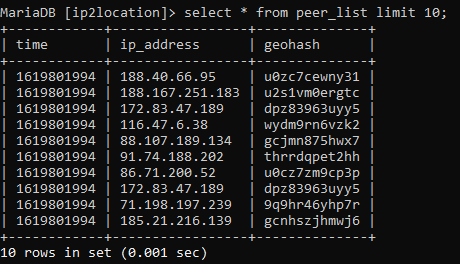 MariaDB [ip2location]> select * from peer_list limit 10;
+------------+-----------------+--------------+
| time       | ip_address      | geohash      |
+------------+-----------------+--------------+
| 1619801994 | 188.40.66.95    | u0zc7cewny31 |
| 1619801994 | 188.167.251.183 | u2s1vm0ergtc |
| 1619801994 | 172.83.47.189   | dpz83963uyy5 |
| 1619801994 | 116.47.6.38     | wydm9rn6vzk2 |
| 1619801994 | 88.107.189.134  | gcjmn875hwx7 |
| 1619801994 | 91.74.188.202   | thrrdqpet2hh |
| 1619801994 | 86.71.200.52    | u0cz7zm9cp3p |
| 1619801994 | 172.83.47.189   | dpz83963uyy5 |
| 1619801994 | 71.198.197.239  | 9q9hr46yhp7r |
| 1619801994 | 185.21.216.139  | gcnhszjhmwj6 |
+------------+-----------------+--------------+
10 rows in set (0.001 sec)